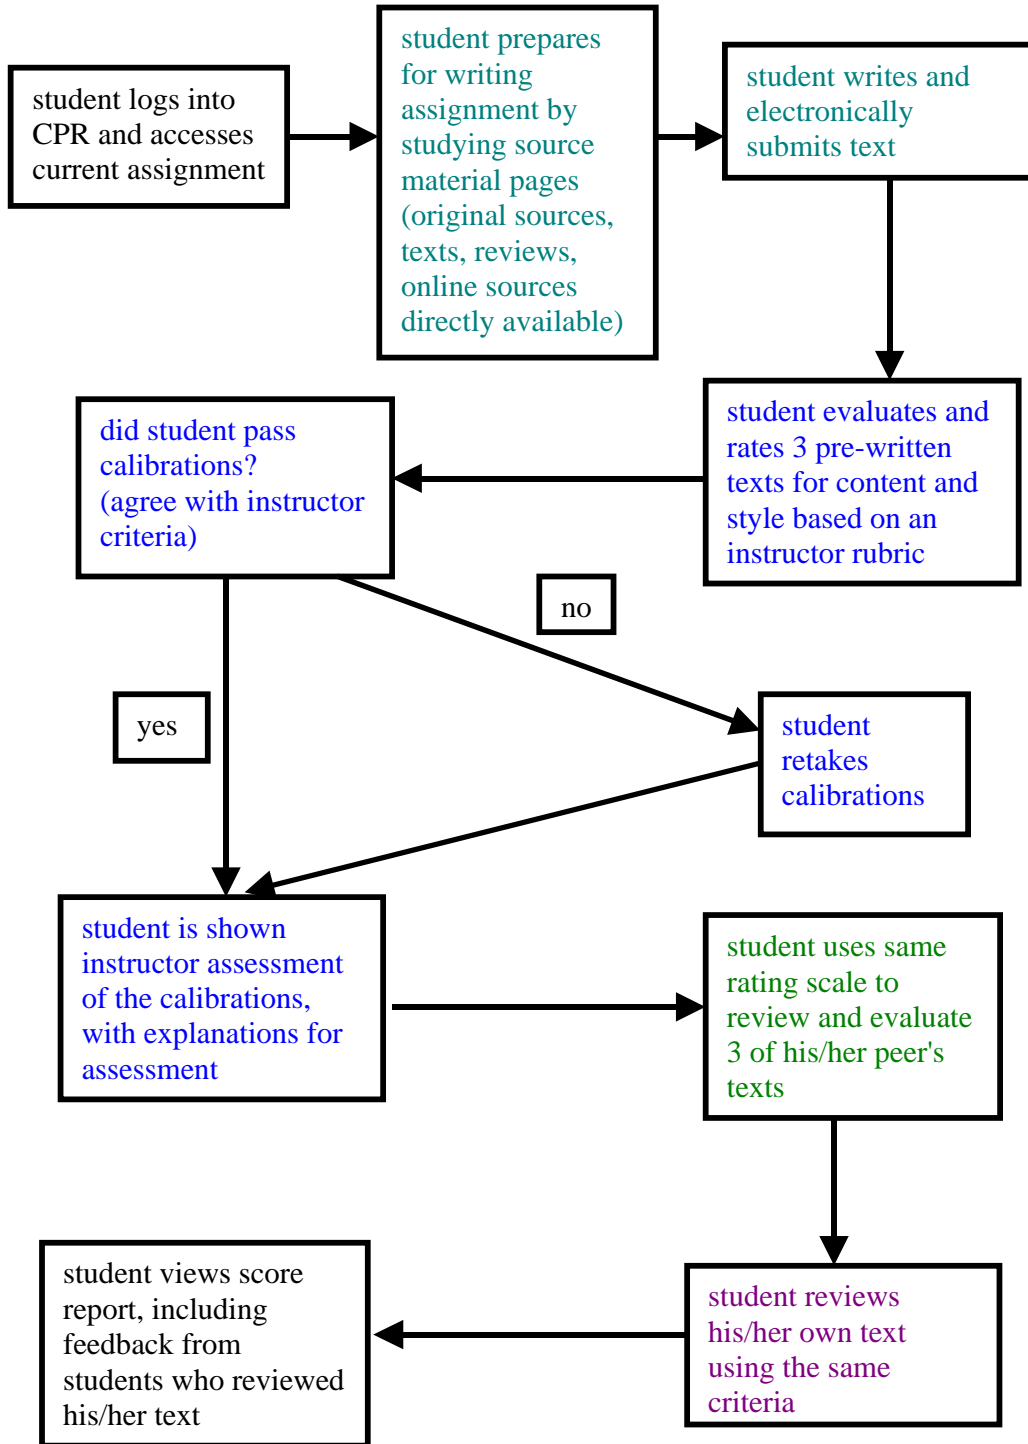 student logs into
CPR and accesses
current assignment
student prepares
for writing
assignment by
studying source
material pages
(original sources,
texts, reviews,
online sources
directly available)
student writes and
electronically
submits text
student evaluates and
rates 3 pre-written
texts for content and
style based on an
instructor rubric
did student pass
calibrations?
(agree with instructor
criteria)
no
yes
student
retakes
calibrations
student is shown
instructor assessment
of the calibrations,
with explanations for
assessment
student uses same
rating scale to
review and evaluate
3 of his/her peer's
texts
student reviews
his/her own text
using the same
criteria
student views score
report, including
feedback from
students who reviewed
his/her text